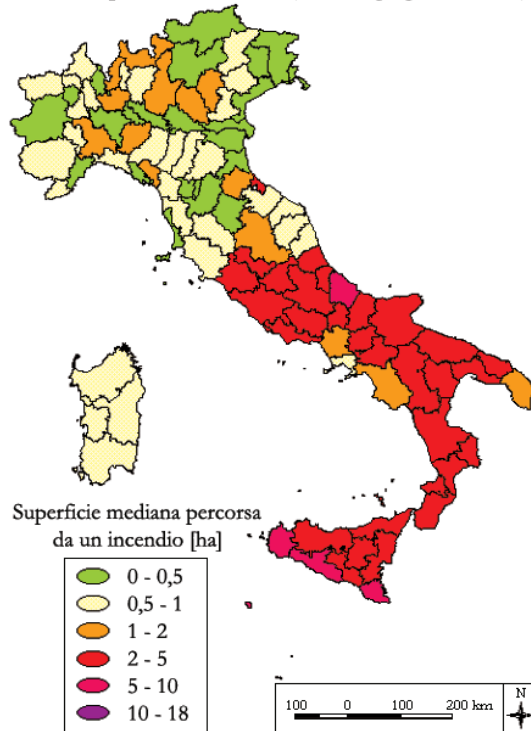 Superficie mediana percorsa
da un incendio [ha]
0 - 0,5
0,5 - 1
1 - 2
2 - 5
5 - 10
10 - 18
100 0 100 200 km
N